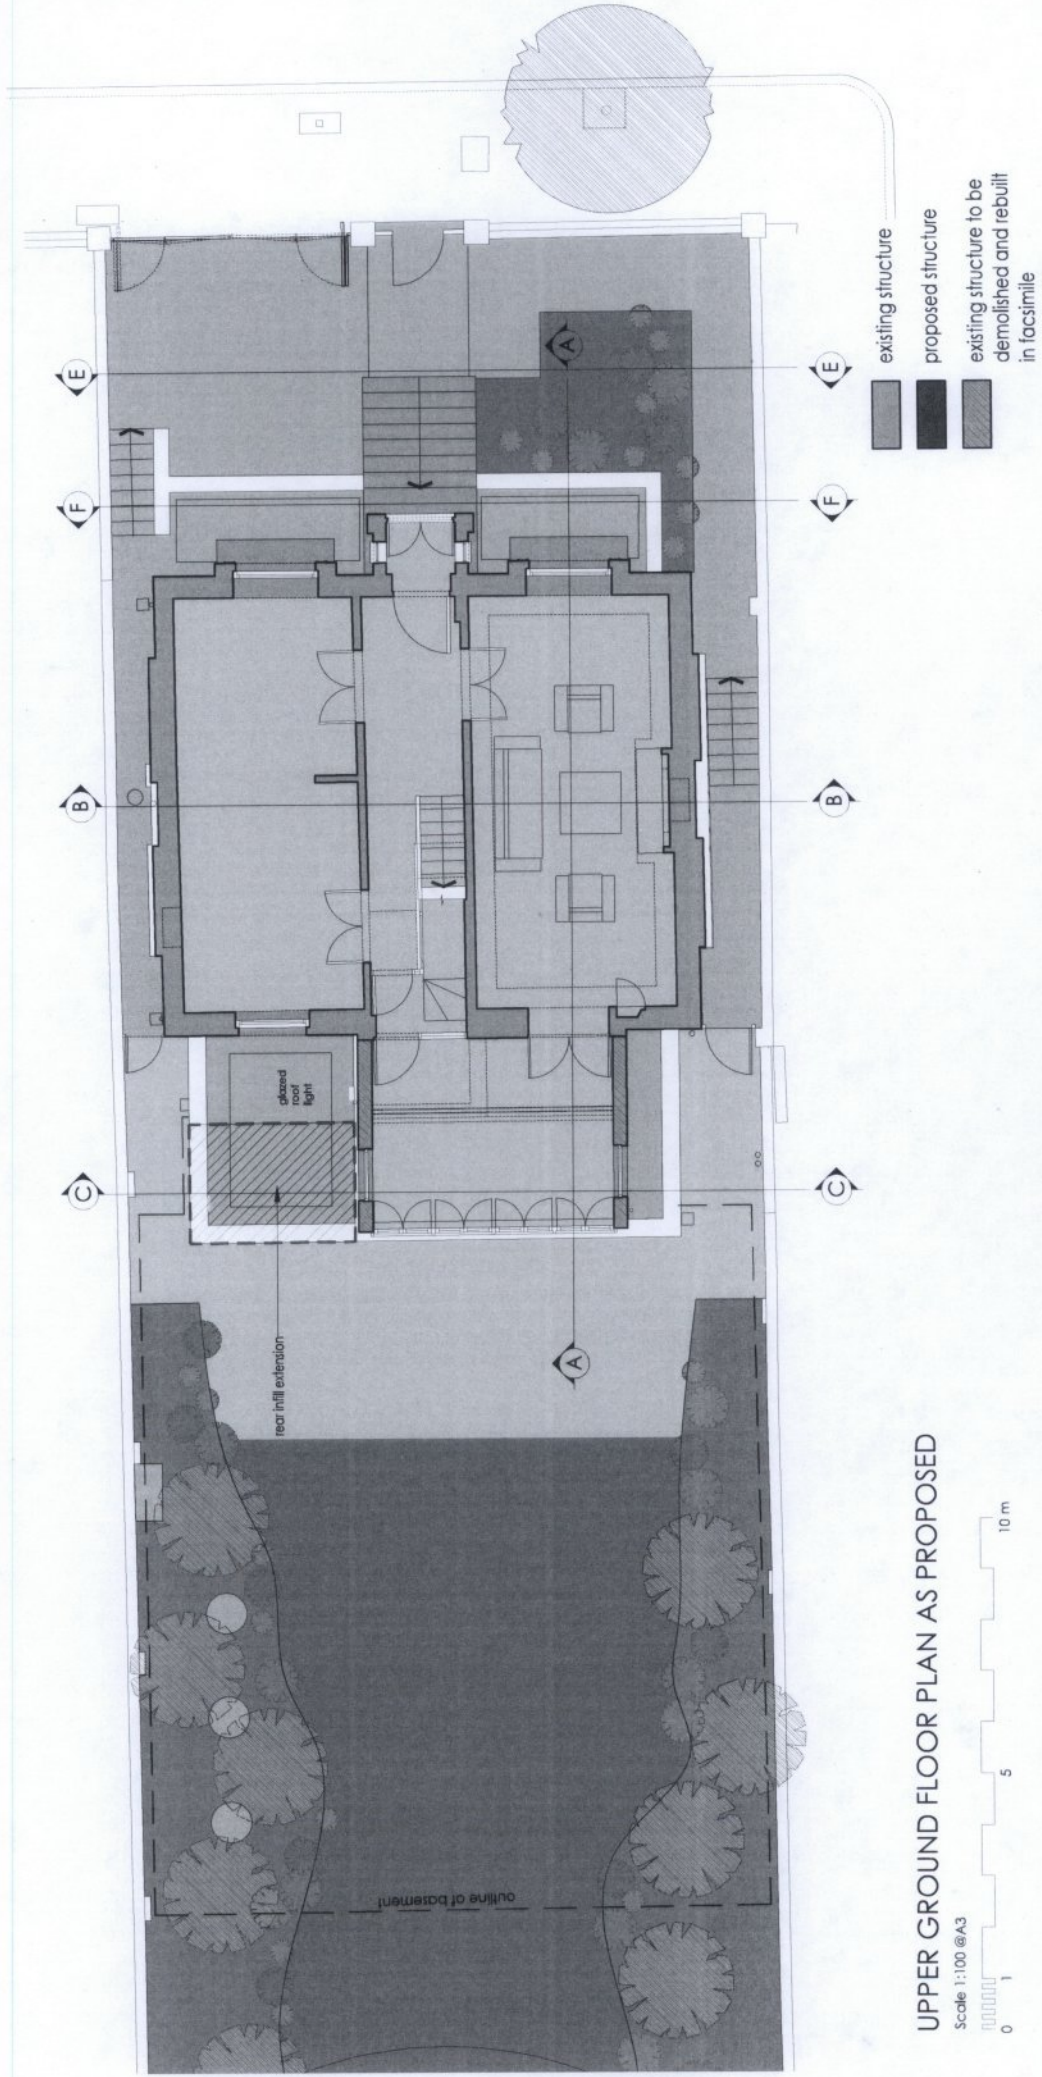 E
E
F
F
A
B
B
glazed
roof
light
C
C
rear infill extension
A
outline of basement
existing structure
proposed structure
existing structure to be
demolished and rebuilt
in facsimile
UPPER GROUND FLOOR PLAN AS PROPOSED
Scale 1:100 @A3
0 1 5 10 m